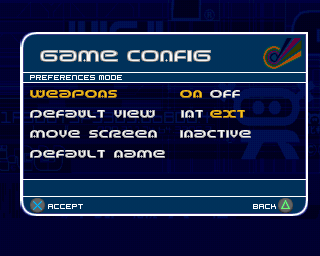 GAME CONFIG
PREFERENCES MODE
WEAPONS ON OFF
DEFAULT VIEW INT EXT
MOVE SCREEN INACTIVE
DEFAULT NAME
ACCEPT BACK